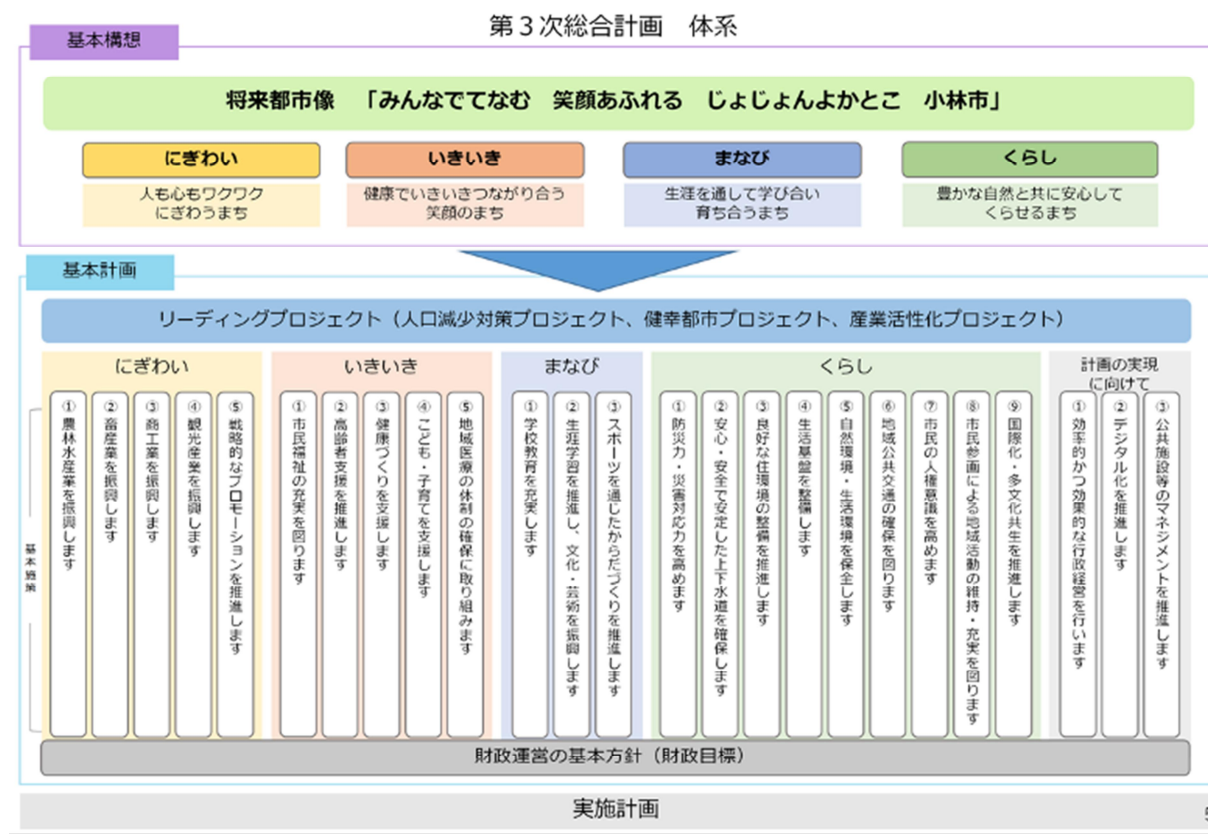 第３次総合計画　体系
基本構想
将来都市像　「みんなでてなむ　笑顔あふれる　じょじょんよかとこ　小林市」
にぎわい
人も心もワクワク
にぎわうまち
いきいき
健康でいきいきつながり合う
笑顔のまち
まなび
生涯を通して学び合い
育ち合うまち
くらし
豊かな自然と共に安心して
くらせるまち
基本計画
リーディングプロジェクト（人口減少対策プロジェクト、健幸都市プロジェクト、産業活性化プロジェクト）
基本施策
にぎわい
①農林水産業を振興します
②畜産業を振興します
③商工業を振興します
④観光産業を振興します
⑤戦略的なプロモーションを推進します
いきいき
①市民福祉の充実を図ります
②高齢者支援を推進します
③健康づくりを支援します
④こども・子育てを支援します
⑤地域医療の体制の確保に取り組みます
まなび
①学校教育を充実します
②生涯学習を推進し、文化・芸術を振興します
③スポーツを通じたからだづくりを推進します
くらし
①防災力・災害対応力を高めます
②安心・安全で安定した上下水道を確保します
③良好な住環境の整備を推進します
④生活基盤を整備します
⑤自然環境・生活環境を保全します
⑥地域公共交通の確保を図ります
⑦市民の人権意識を高めます
⑧市民参画による地域活動の維持・充実を図ります
⑨国際化・多文化共生を推進します
計画の実現
に向けて
①効率的かつ効果的な行政経営を行います
②デジタル化を推進します
③公共施設等のマネジメントを推進します
財政運営の基本方針（財政目標）
実施計画